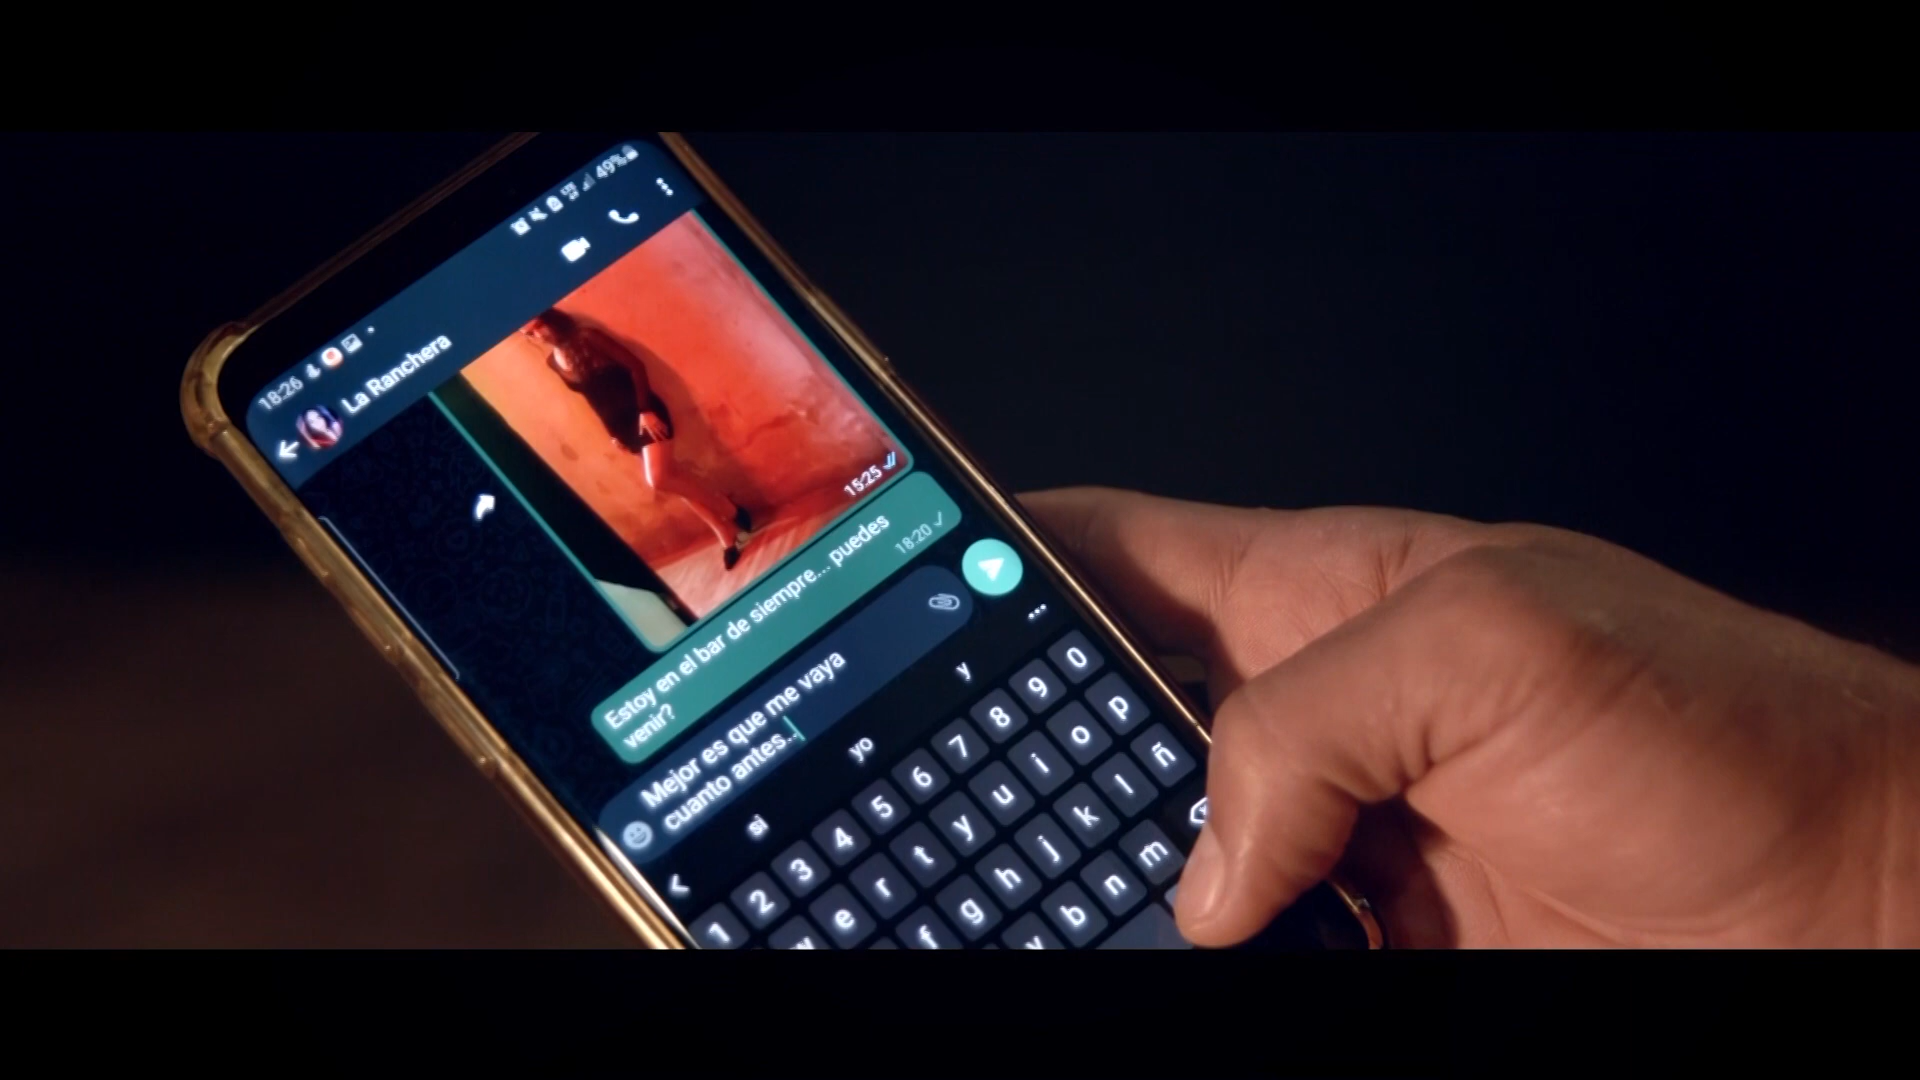 18:26
49%
La Ranchera
15:25
Estoy en el bar de siempre... puedes
venir?
18:20
Mejor es que me vaya
cuanto antes..
si
yo
y
1 2 3 4 5 6 7 8 9 0
e r t y u i o p
f g h j k l ñ
v b n m